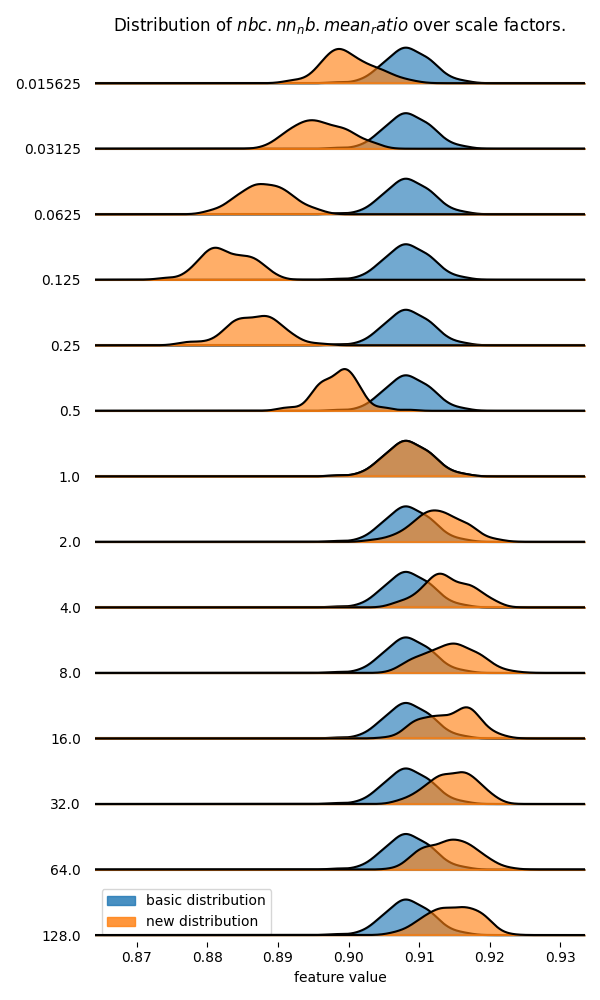 Distribution of nbc.nn_nb.mean_ratio over scale factors.
0.015625
0.03125
0.0625
0.125
0.25
0.5
1.0
2.0
4.0
8.0
16.0
32.0
64.0
128.0
basic distribution
new distribution
0.87 0.88 0.89 0.90 0.91 0.92 0.93
feature value